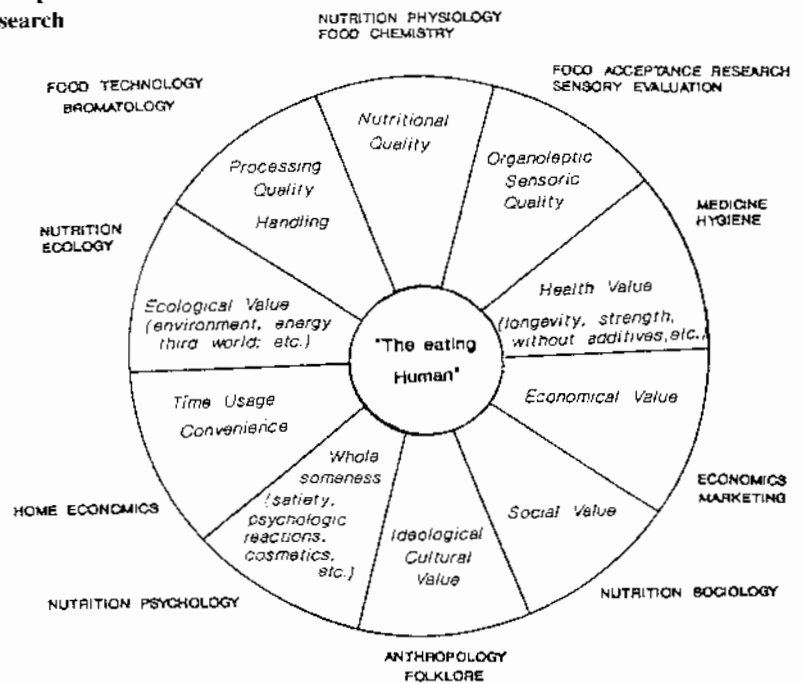 search
NUTRITION PHYSIOLOGY
FOOD CHEMISTRY
FOOD ACCEPTANCE RESEARCH
SENSORY EVALUATION
MEDICINE
HYGIENE
ECONOMICS
MARKETING
NUTRITION SOCIOLOGY
ANTHROPOLOGY
FOLKLORE
NUTRITION PSYCHOLOGY
HOME ECONOMICS
NUTRITION
ECOLOGY
FOOD TECHNOLOGY
BROMATOLOGY
Nutritional
Quality
Organoleptic
Sensoric
Quality
Health Value
(longevity, strength,
without additives, etc.,
Economical Value
Social Value
Ideological
Cultural
Value
Whole
someness
(satiety,
psychologic
reactions,
cosmetics,
etc.)
Time Usage
Convenience
Ecological Value
(environment, energy
third world; etc.)
Processing
Quality
Handling
"The eating
Human"